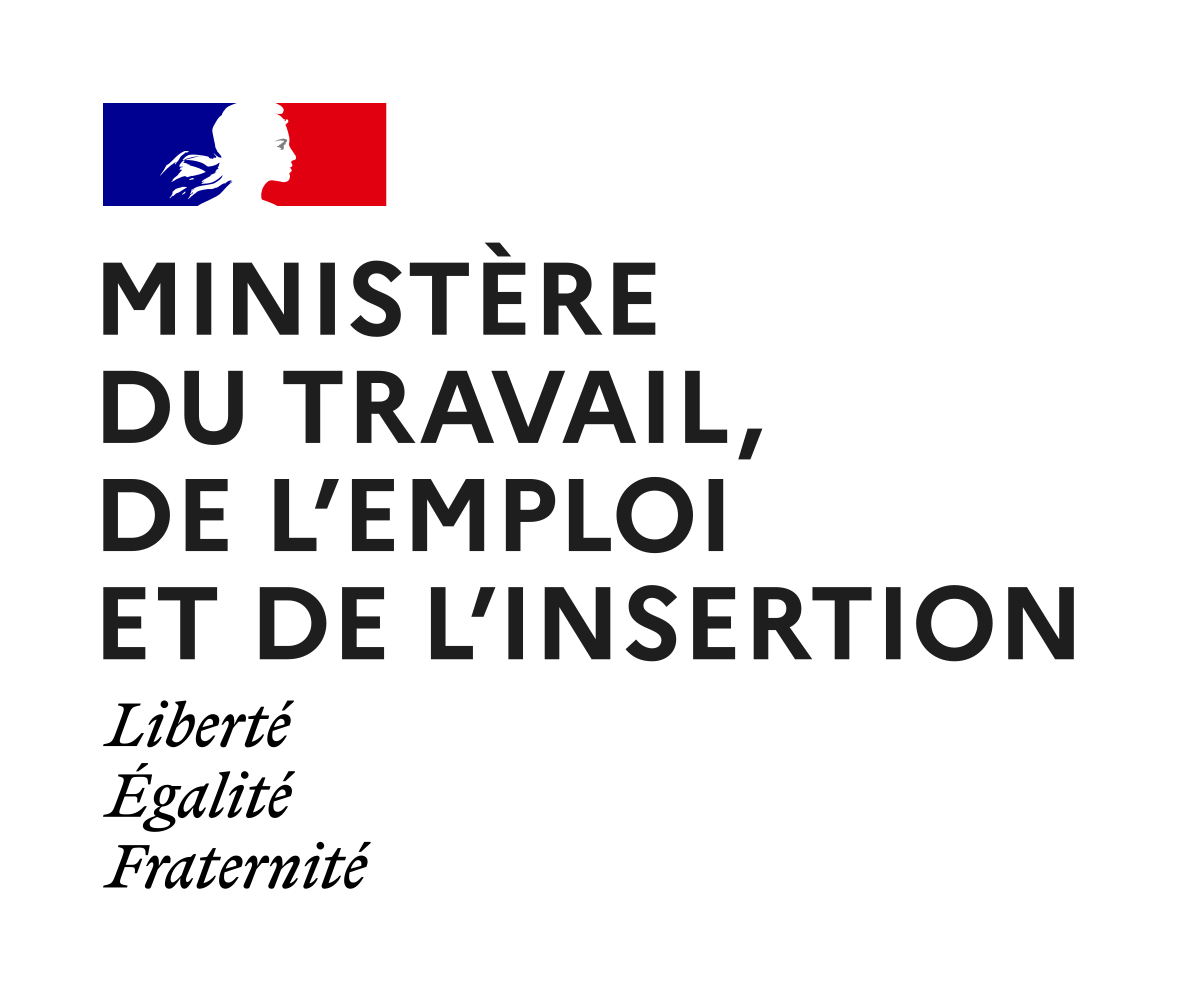 MINISTÈRE
DU TRAVAIL,
DE L’EMPLOI
ET DE L’INSERTION
Liberté
Égalité
Fraternité